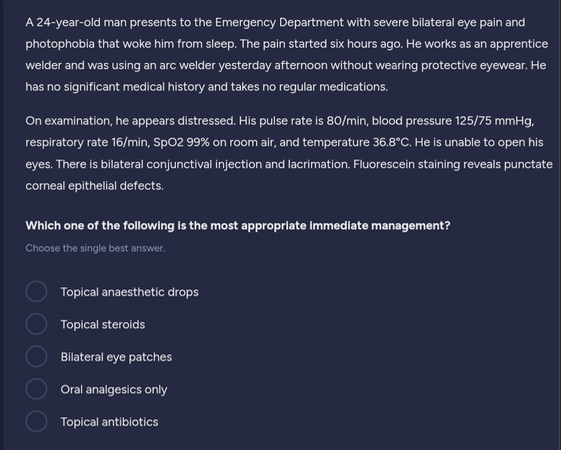 A 24-year-old man presents to the Emergency Department with severe bilateral eye pain and
photophobia that woke him from sleep. The pain started six hours ago. He works as an apprentice
welder and was using an arc welder yesterday afternoon without wearing protective eyewear. He
has no significant medical history and takes no regular medications.
On examination, he appears distressed. His pulse rate is 80/min, blood pressure 125/75 mmHg,
respiratory rate 16/min, SpO2 99% on room air, and temperature 36.8°C. He is unable to open his
eyes. There is bilateral conjunctival injection and lacrimation. Fluorescein staining reveals punctate
corneal epithelial defects.
Which one of the following is the most appropriate immediate management?
Choose the single best answer.
Topical anaesthetic drops
Topical steroids
Bilateral eye patches
Oral analgesics only
Topical antibiotics